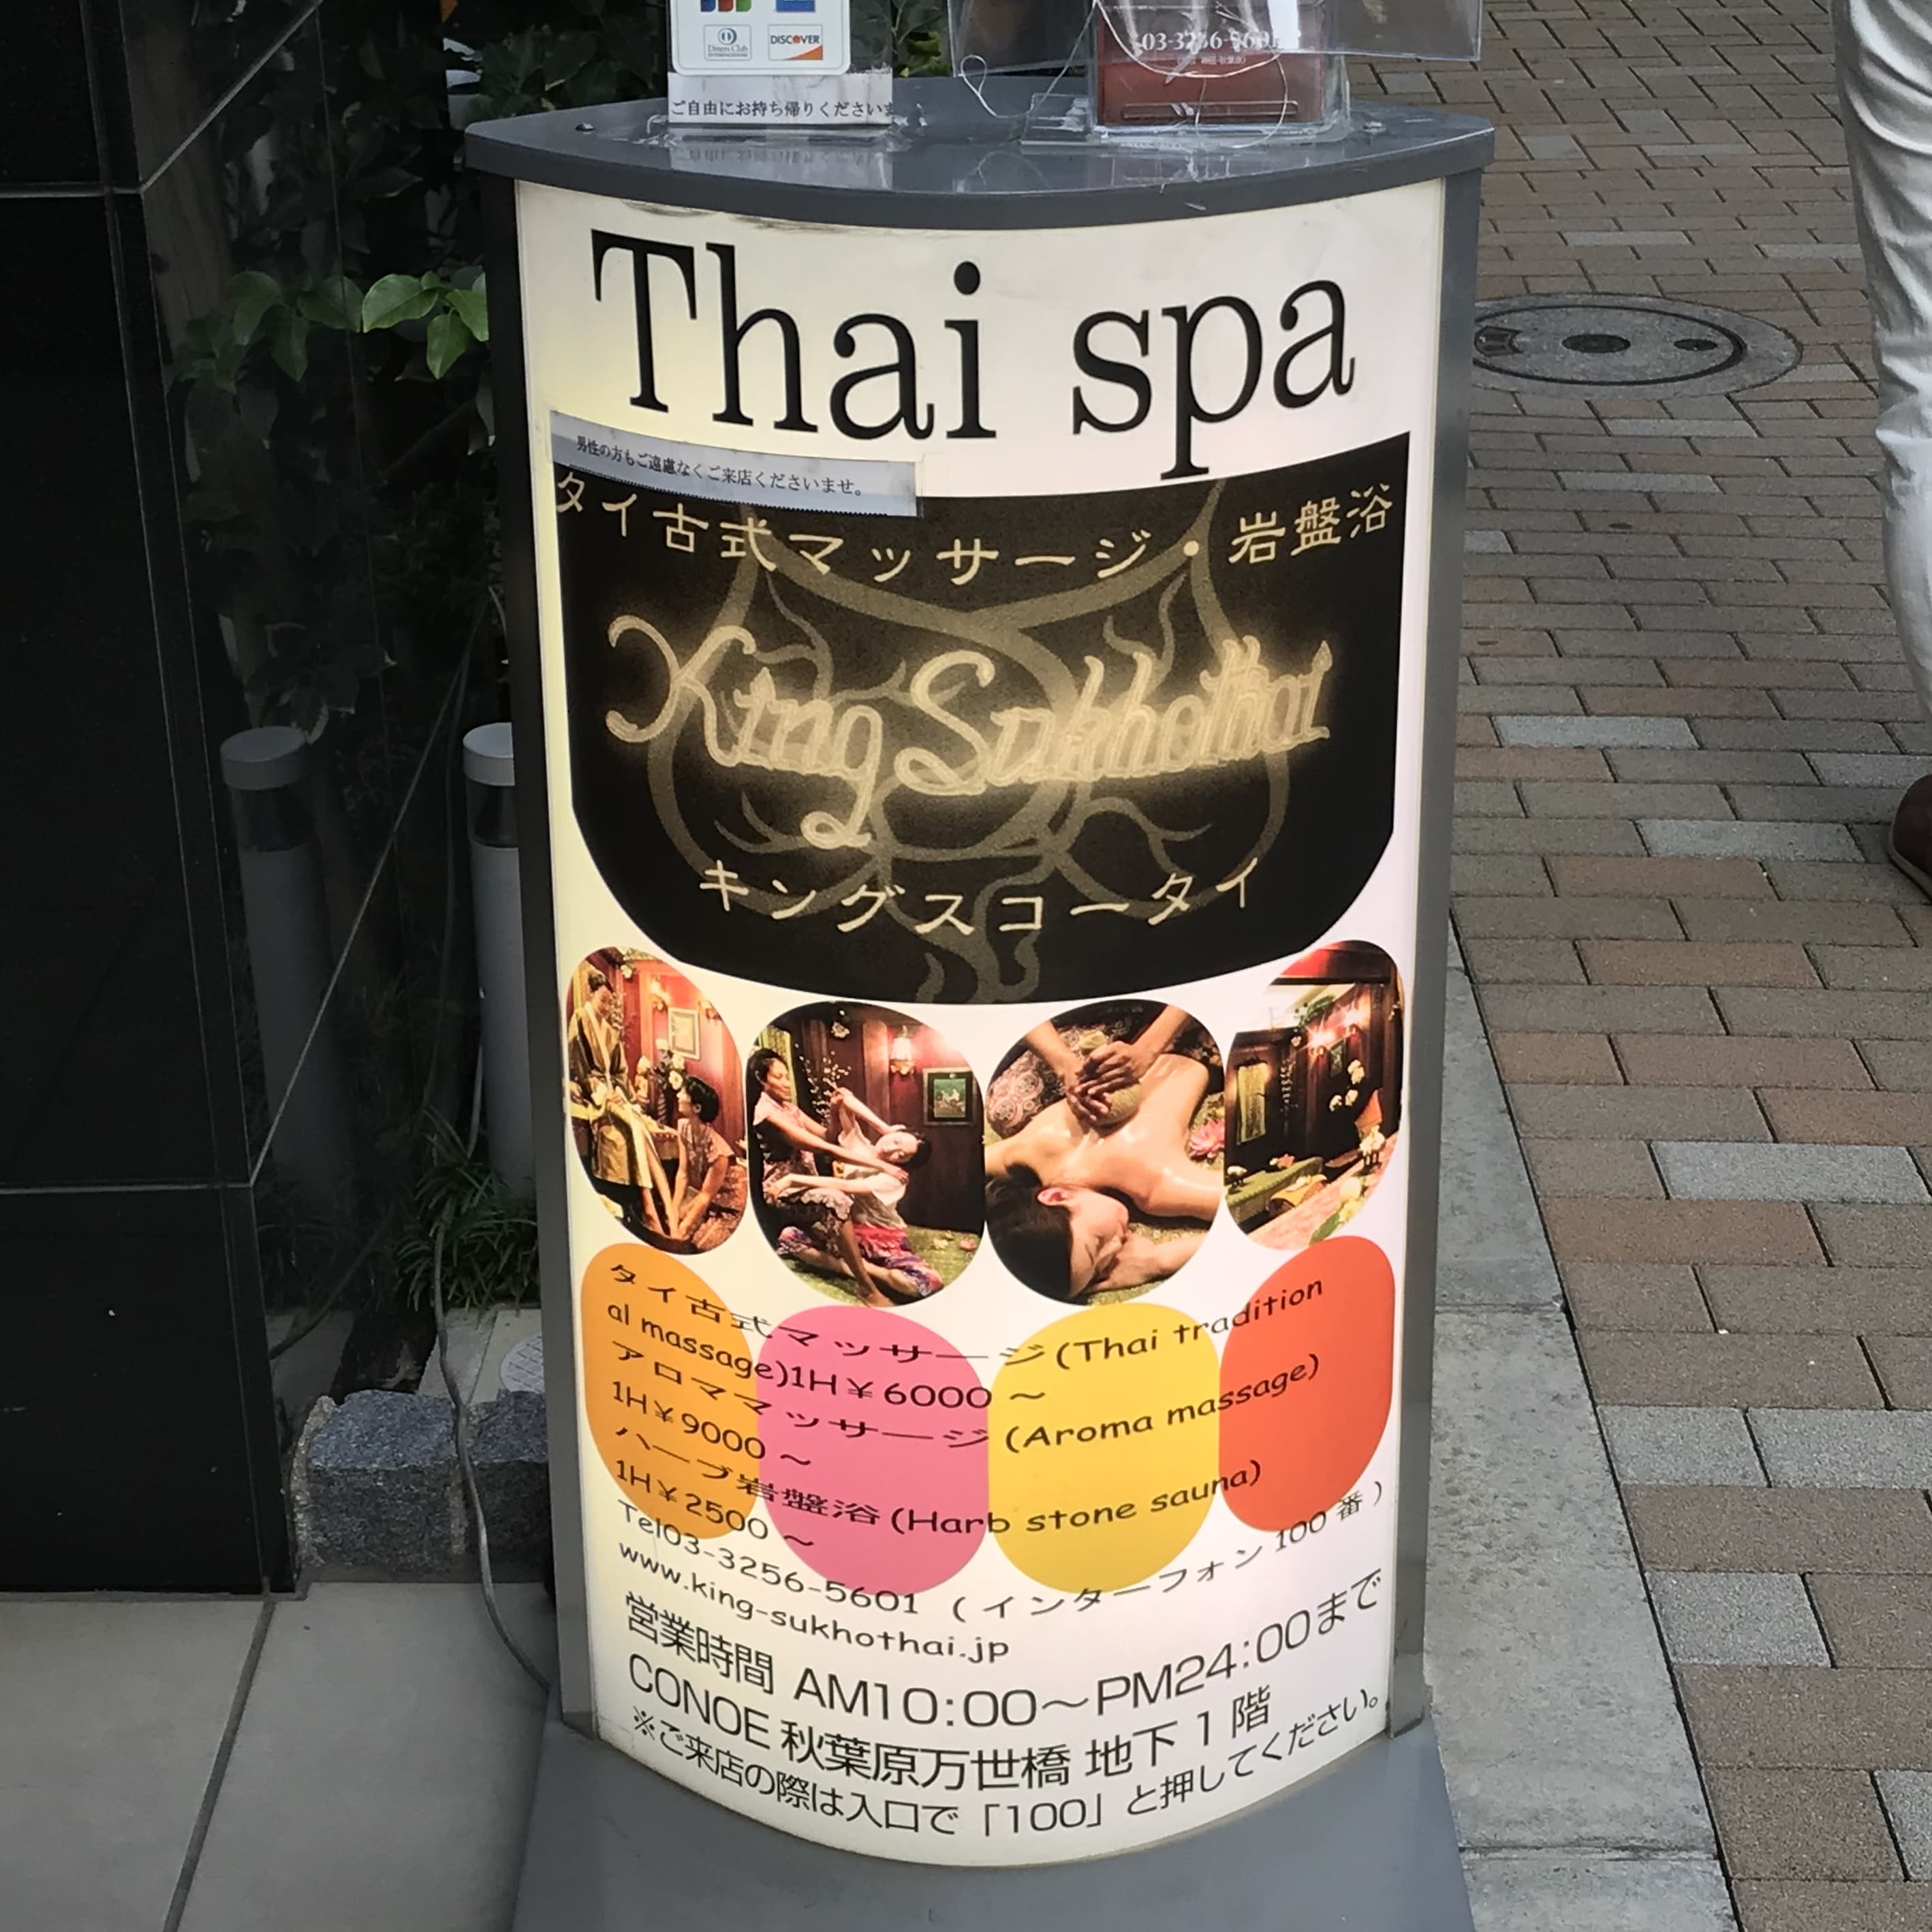 Diners Club
INTERNATIONAL
DISCOVER
ご自由にお持ち帰りくださいま
Thai spa
男性の方もご遠慮なくご来店くださいませ。
タイ古式マッサージ・岩盤浴
King Sukhothai
キングスコータイ
タイ古式マッサージ(Thai tradition
al massage)1H¥6000～
アロママッサージ(Aroma massage)
1H¥9000～
ハーブ岩盤浴(Harb stone sauna)
1H¥2500～
Tel03-3256-5601 (インターフォン100番)
www.king-sukhothai.jp
営業時間 AM10:00～PM24:00まで
CONOE 秋葉原万世橋 地下1階
※ご来店の際は入口で「100」と押してください。